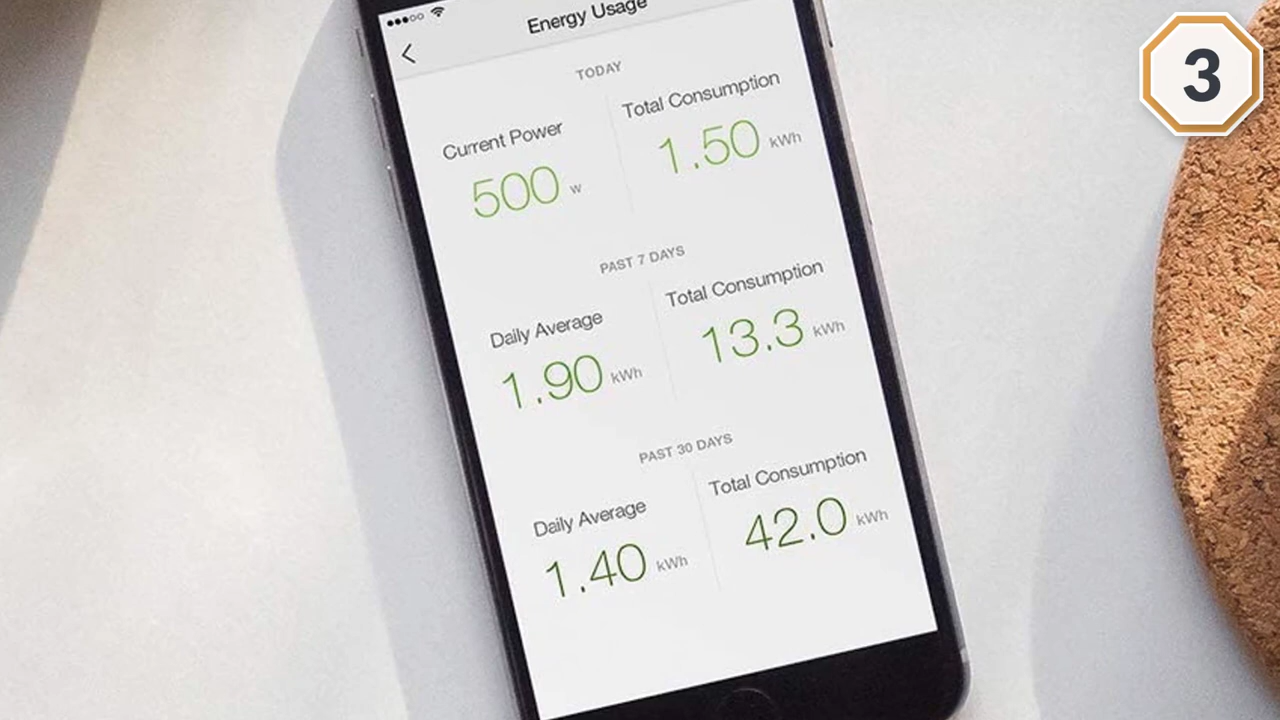 Energy Usage
TODAY
Current Power
500 w
Total Consumption
1.50 kWh
PAST 7 DAYS
Daily Average
1.90 kWh
Total Consumption
13.3 kWh
PAST 30 DAYS
Daily Average
1.40 kWh
Total Consumption
42.0 kWh
3